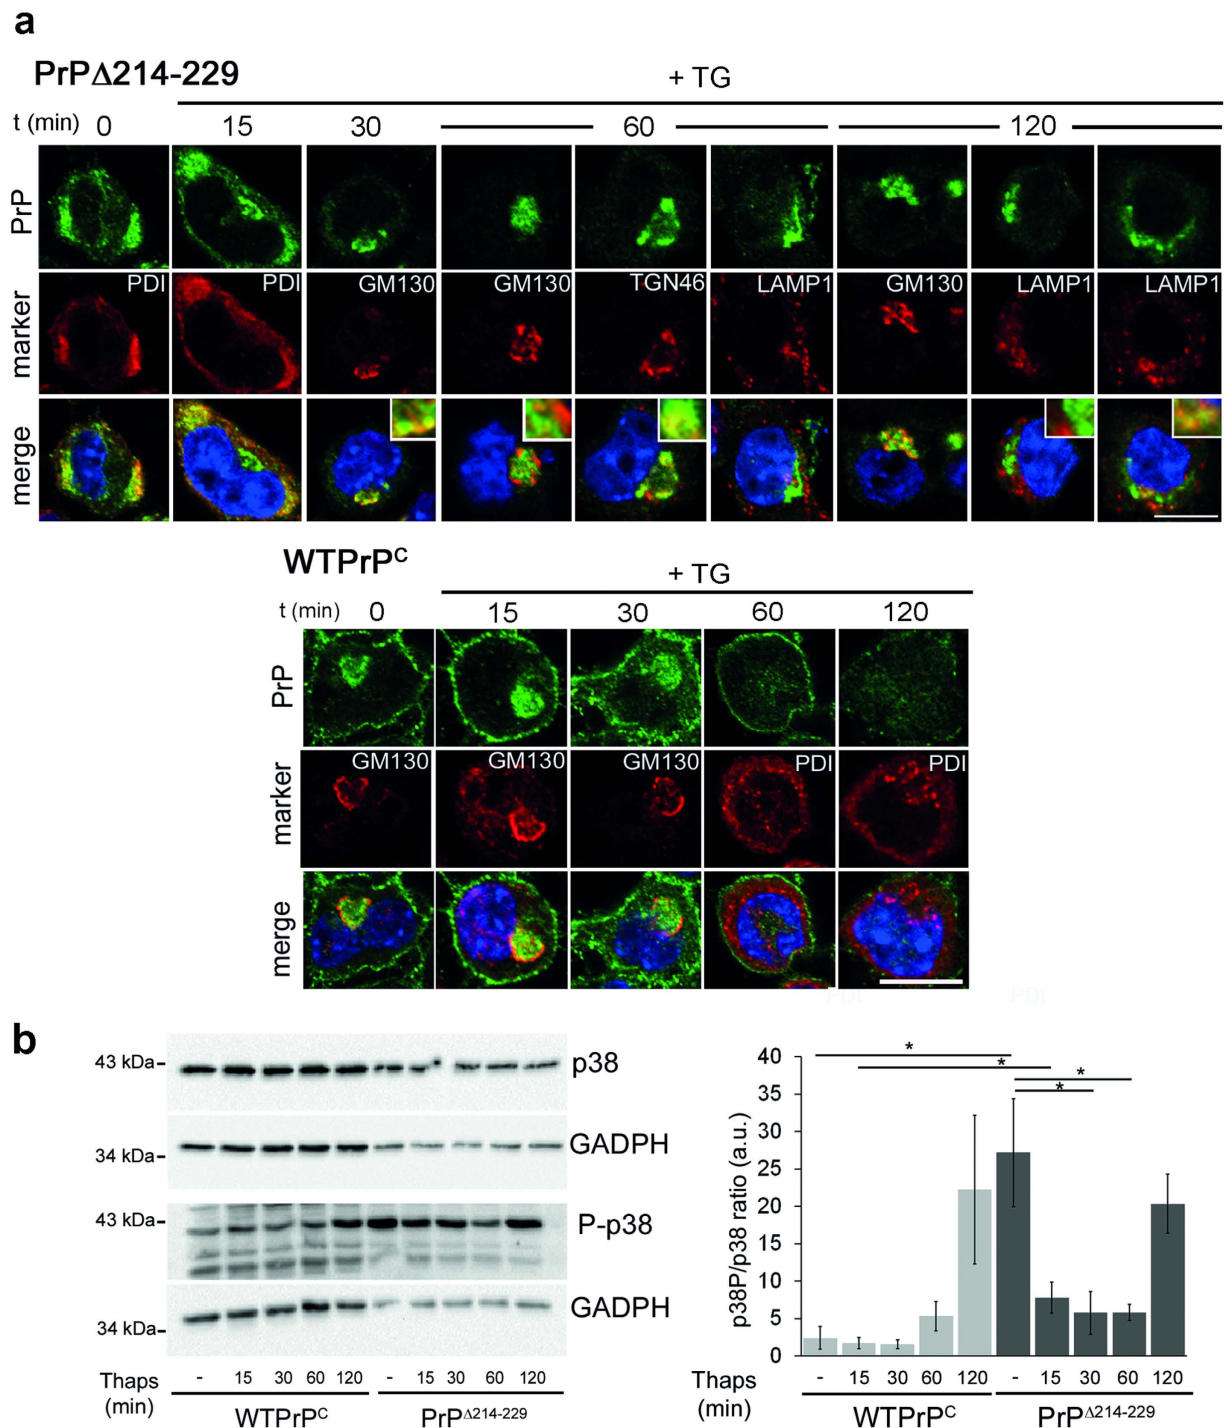 a
PrPΔ214-229
+ TG
t (min) 0 15 30 60 120
PrP
PDI PDI GM130 GM130 TGN46 LAMP1 GM130 LAMP1 LAMP1
marker
merge
WTPrPC
+ TG
t (min) 0 15 30 60 120
PrP
GM130 GM130 GM130 PDI PDI
marker
merge
PDI PDI
b
43 kDa
p38
34 kDa
GADPH
43 kDa
P-p38
34 kDa
GADPH
Thaps (min)
- 15 30 60 120 - 15 30 60 120
WTPrPC PrPΔ214-229
p38P/p38 ratio (a.u.)
40
35
30
25
20
15
10
5
0
* * * *
Thaps (min)
- 15 30 60 120 - 15 30 60 120
WTPrPC PrPΔ214-229